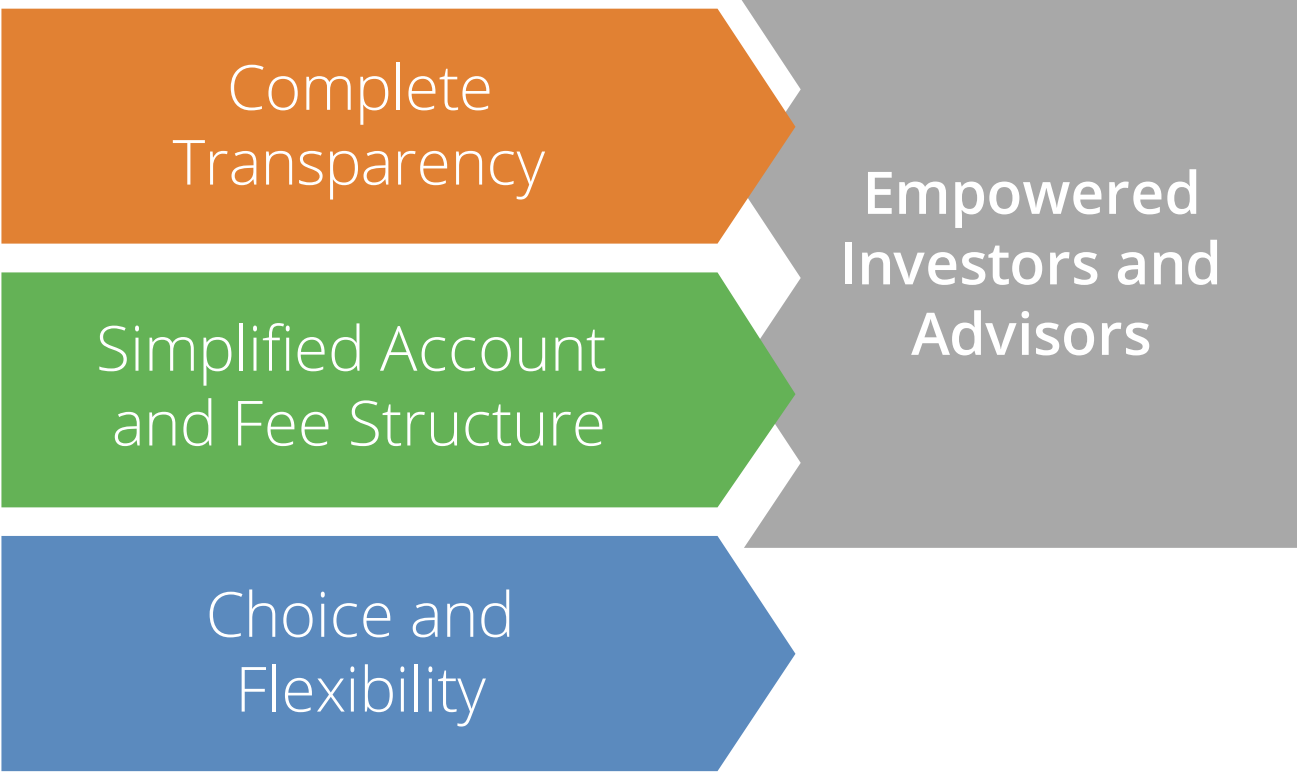 Complete
Transparency
Simplified Account
and Fee Structure
Choice and
Flexibility
Empowered
Investors and
Advisors